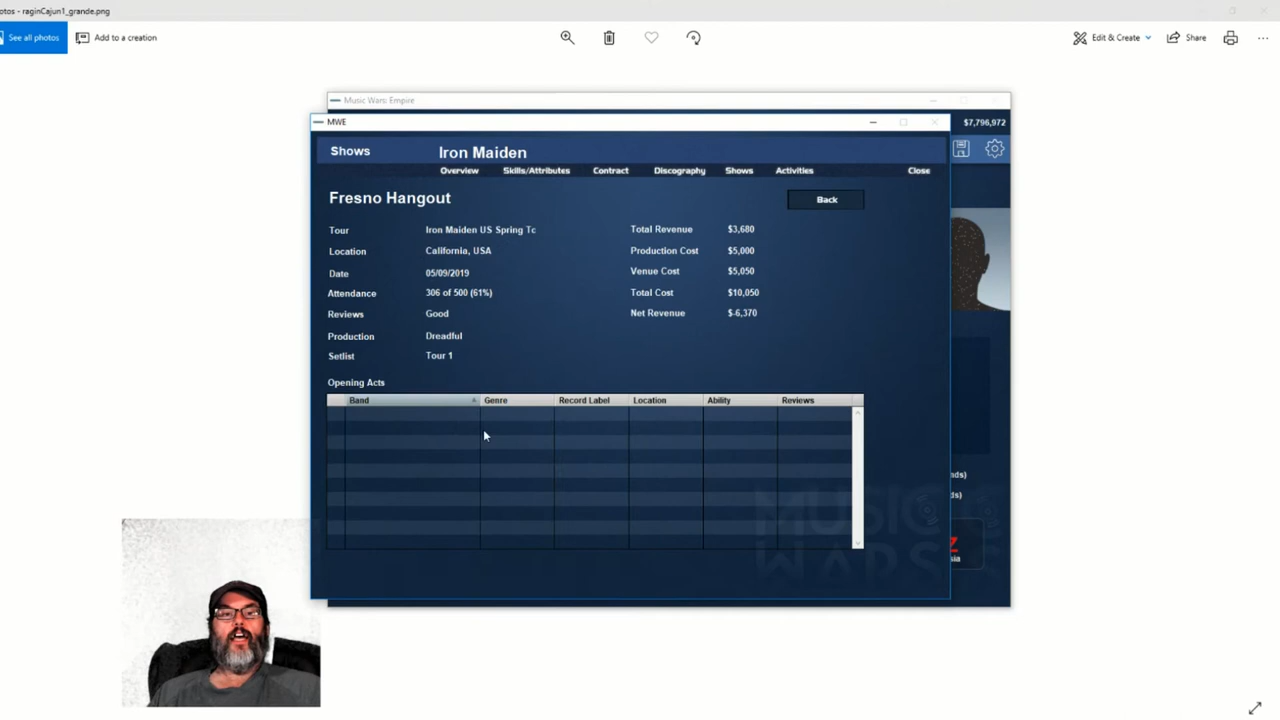 otos - raginCajun1_grande.png
See all photos
Add to a creation
Edit & Create
Share
Music Wars: Empire
MWE
$7,796,972
Shows
Iron Maiden
Overview Skills/Attributes Contract Discography Shows Activities Close
Fresno Hangout
Back
Tour Iron Maiden US Spring Tc Total Revenue $3,680
Location California, USA Production Cost $5,000
Date 05/09/2019 Venue Cost $5,050
Attendance 306 of 500 (61%) Total Cost $10,050
Reviews Good Net Revenue $-6,370
Production Dreadful
Setlist Tour 1
Opening Acts
Band Genre Record Label Location Ability Reviews
nds)
s)
MUSIC
WARS
z
sia